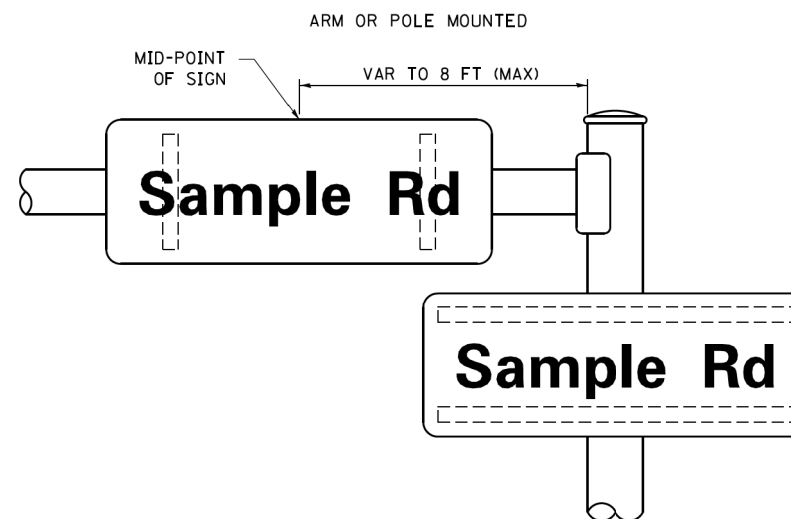 ARM OR POLE MOUNTED
MID-POINT
OF SIGN
VAR TO 8 FT (MAX)
Sample Rd
Sample Rd